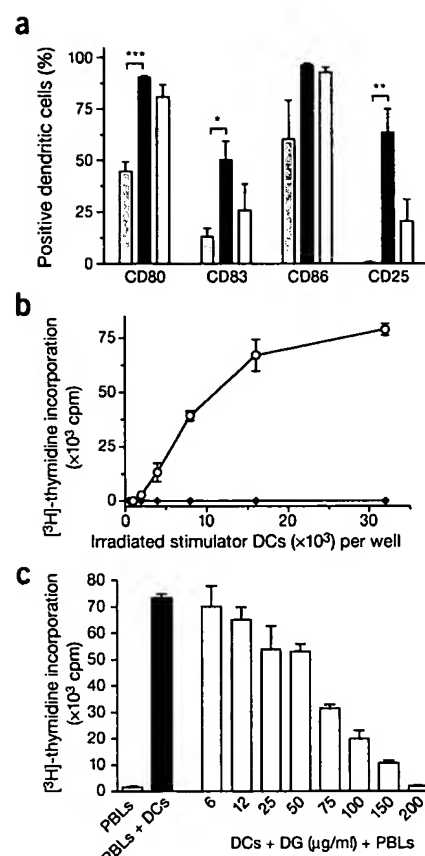 a
Positive dendritic cells (%)
100
75
50
25
0
***
*
**
CD80 CD83 CD86 CD25
b
[³H]-thymidine incorporation
(×10³ cpm)
75
50
25
0
0 10 20 30
Irradiated stimulator DCs (×10³) per well
c
[³H]-thymidine incorporation
(×10³ cpm)
80
70
60
50
40
30
20
10
0
PBLs
PBLs + DCs
6 12 25 50 75 100 150 200
DCs + DG (μg/ml) + PBLs